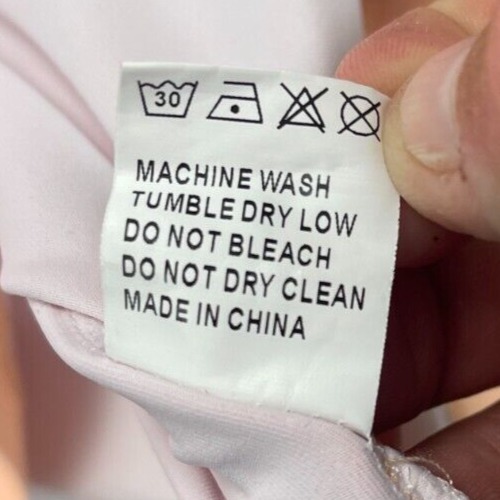 30
MACHINE WASH
TUMBLE DRY LOW
DO NOT BLEACH
DO NOT DRY CLEAN
MADE IN CHINA